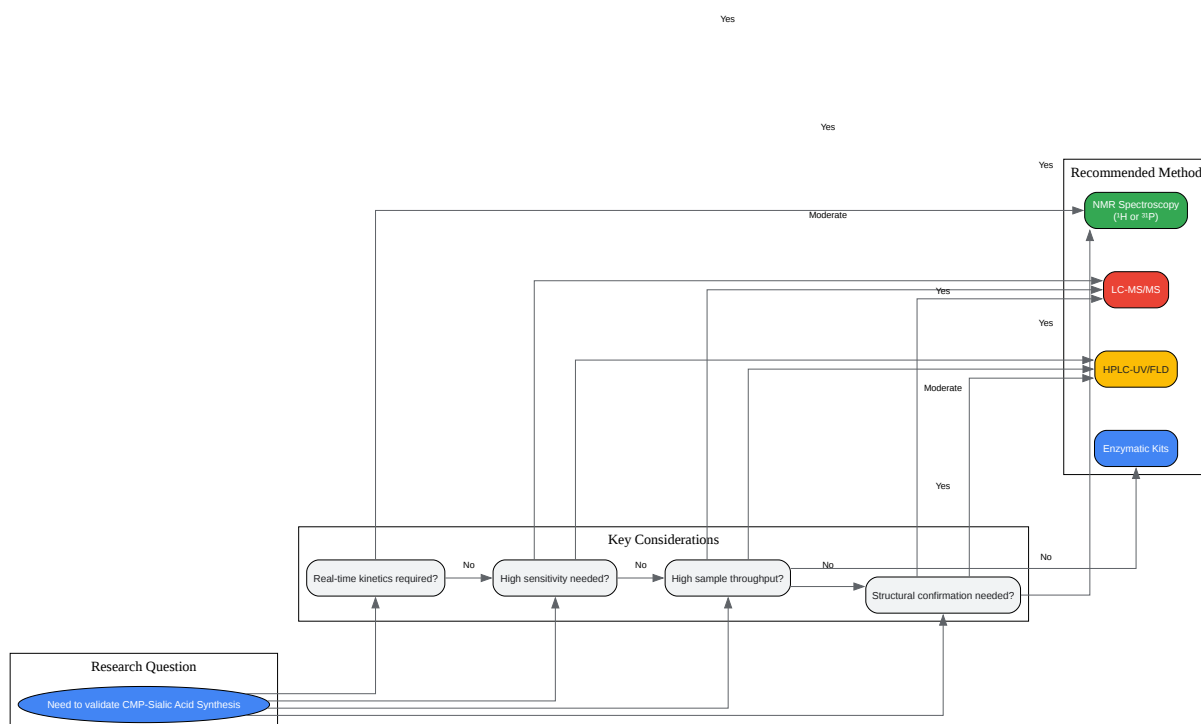 Yes
Yes
Yes
Recommended Method
NMR Spectroscopy
(¹H or ³¹P)
Moderate
LC-MS/MS
Yes
Yes
HPLC-UV/FLD
Moderate
Enzymatic Kits
Yes
Key Considerations
No
No
No
No
Real-time kinetics required?
High sensitivity needed?
High sample throughput?
Structural confirmation needed?
Research Question
Need to validate CMP-Sialic Acid Synthesis